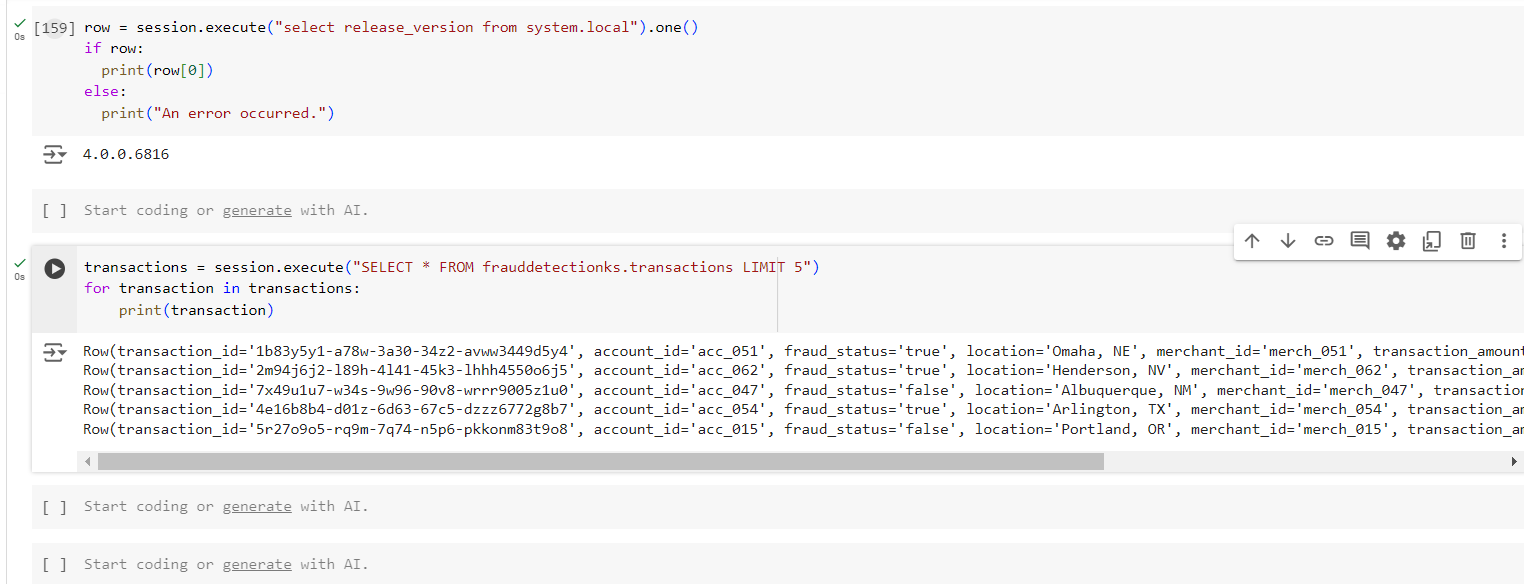 [159] row = session.execute("select release_version from system.local").one()
0s
if row:
print(row[0])
else:
print("An error occurred.")
4.0.0.6816
[ ] Start coding or generate with AI.
0s
transactions = session.execute("SELECT * FROM frauddetectionks.transactions LIMIT 5")
for transaction in transactions:
print(transaction)
Row(transaction_id='1b83y5y1-a78w-3a30-34z2-avww3449d5y4', account_id='acc_051', fraud_status='true', location='Omaha, NE', merchant_id='merch_051', transaction_amount
Row(transaction_id='2m94j6j2-l89h-4l41-45k3-lhhh4550o6j5', account_id='acc_062', fraud_status='true', location='Henderson, NV', merchant_id='merch_062', transaction_am
Row(transaction_id='7x49u1u7-w34s-9w96-90v8-wrrr9005z1u0', account_id='acc_047', fraud_status='false', location='Albuquerque, NM', merchant_id='merch_047', transaction
Row(transaction_id='4e16b8b4-d01z-6d63-67c5-dzzz6772g8b7', account_id='acc_054', fraud_status='true', location='Arlington, TX', merchant_id='merch_054', transaction_am
Row(transaction_id='5r27o9o5-rq9m-7q74-n5p6-pkkonm83t9o8', account_id='acc_015', fraud_status='false', location='Portland, OR', merchant_id='merch_015', transaction_am
[ ] Start coding or generate with AI.
[ ] Start coding or generate with AI.